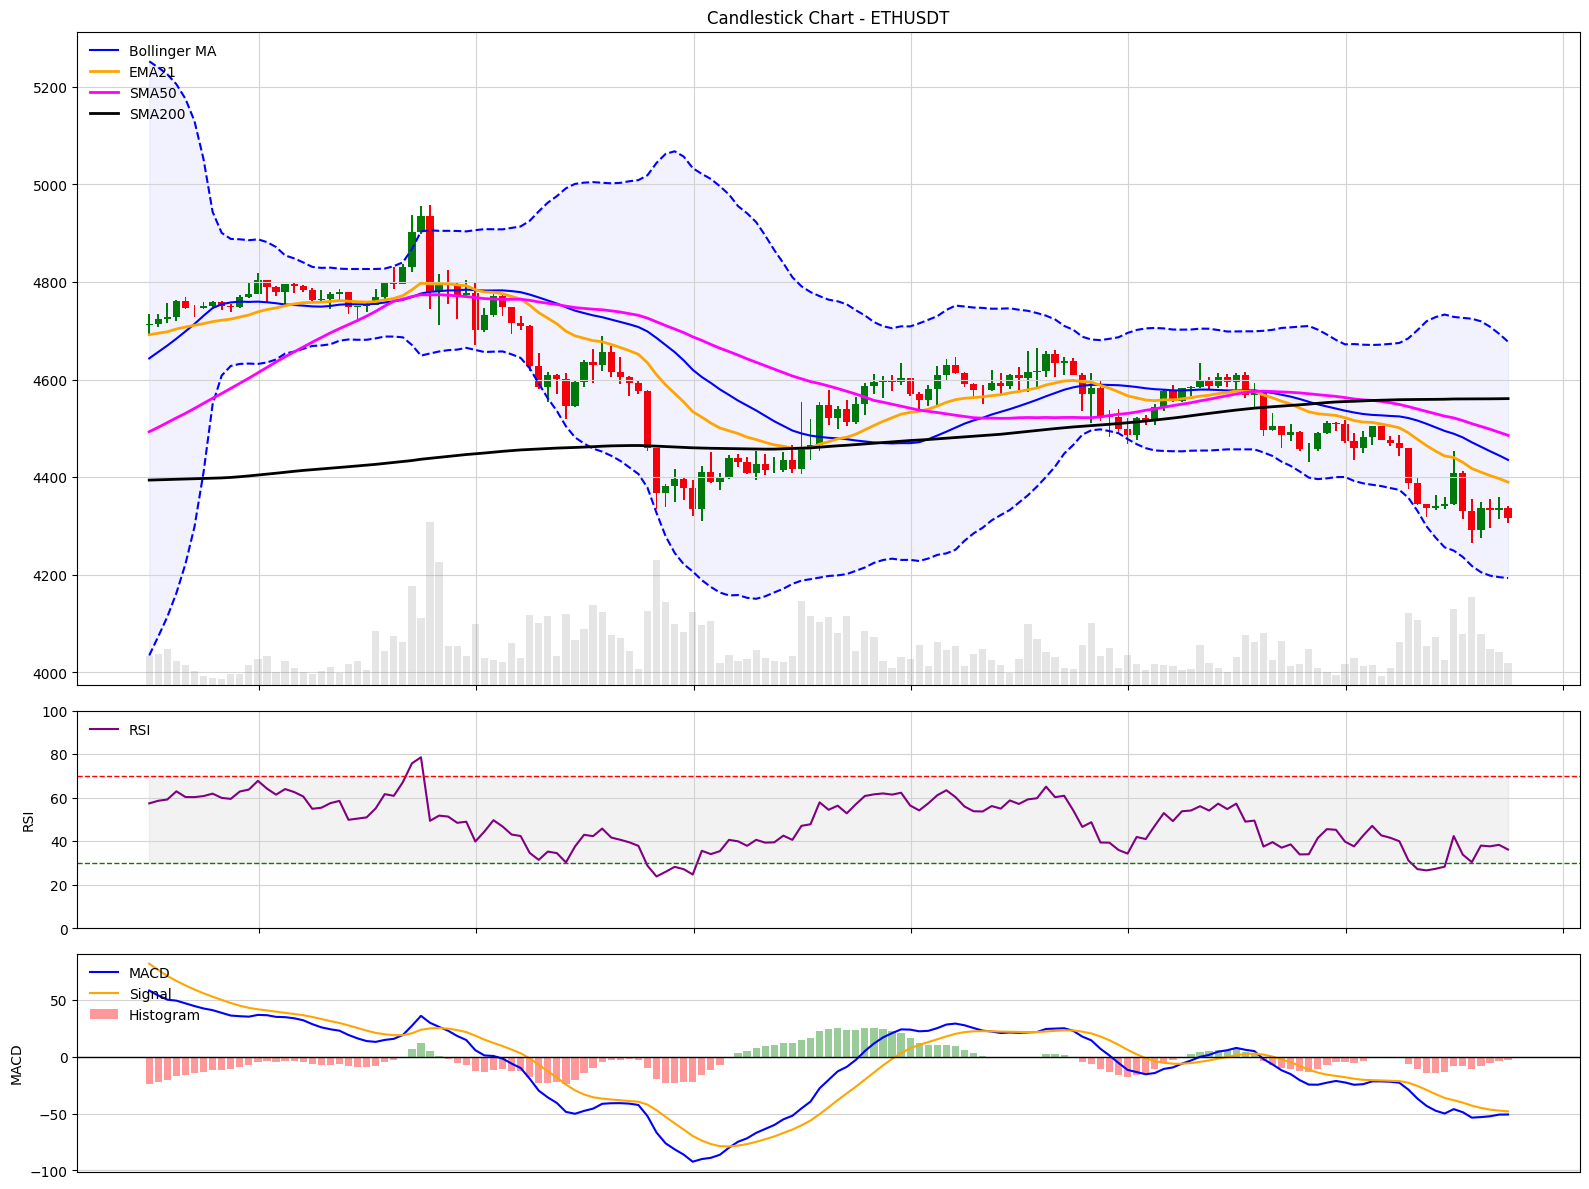 Candlestick Chart - ETHUSDT
Bollinger MA
EMA21
SMA50
SMA200
5200
5000
4800
4600
4400
4200
4000
100
RSI
80
60
40
20
0
RSI
MACD
Signal
Histogram
50
0
−50
−100
MACD